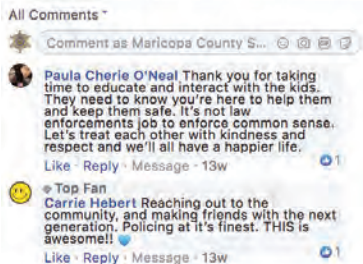 All Comments
Comment as Maricopa County S...
Paula Cherie O'Neal Thank you for taking
time to educate and interact with the kids.
They need to know you're here to help them
and keep them safe. It's not law
enforcements job to enforce common sense.
Let's treat each other with kindness and
respect and we'll all have a happier life.
Like · Reply · Message · 13w
1
Top Fan
Carrie Hebert Reaching out to the
community, and making friends with the next
generation. Policing at it's finest. THIS is
awesome!!
Like · Reply · Message · 13w
1